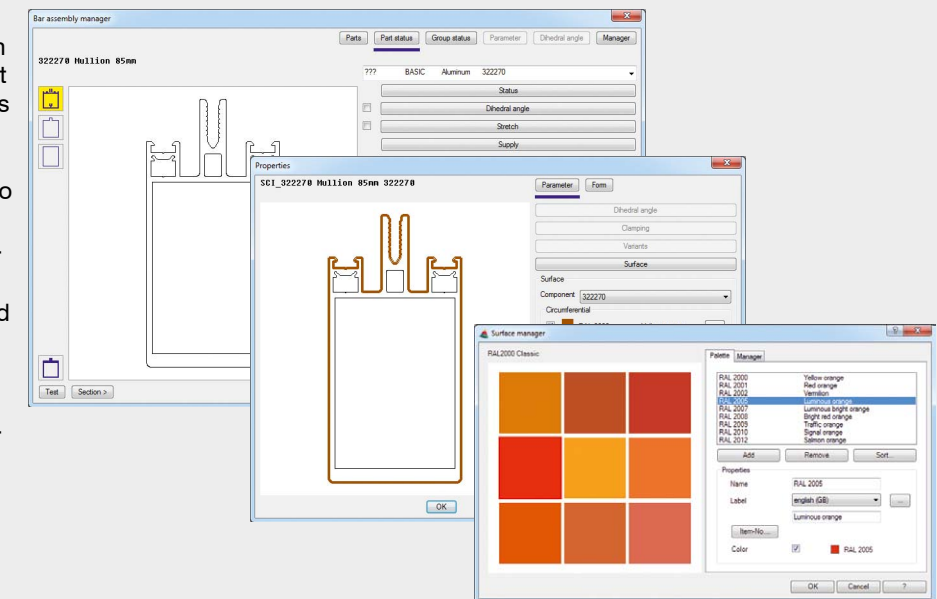 Bar assembly manager
Parts Part status Group status Parameter Dihedral angle Manager
322270 Mullion 85mm
??? BASIC Aluminum 322270
Status
Dihedral angle
Stretch
Supply
Test Section >
n
t
s
o
.
d
.
Properties
SCI_322270 Mullion 85mm 322270
Parameter Form
Dihedral angle
Clamping
Variants
Surface
Surface
Component 322270
Circumferential
OK
Surface manager
RAL2000 Classic
Palette Manager
RAL 2000 Yellow orange
RAL 2001 Red orange
RAL 2002 Vermilion
RAL 2005 Luminous orange
RAL 2007 Luminous bright orange
RAL 2008 Bright red orange
RAL 2009 Traffic orange
RAL 2010 Signal orange
RAL 2012 Salmon orange
Add Remove Sort...
Properties
Name RAL 2005
Label english (GB) ...
Luminous orange
Item-No...
Color RAL 2005
OK Cancel ?